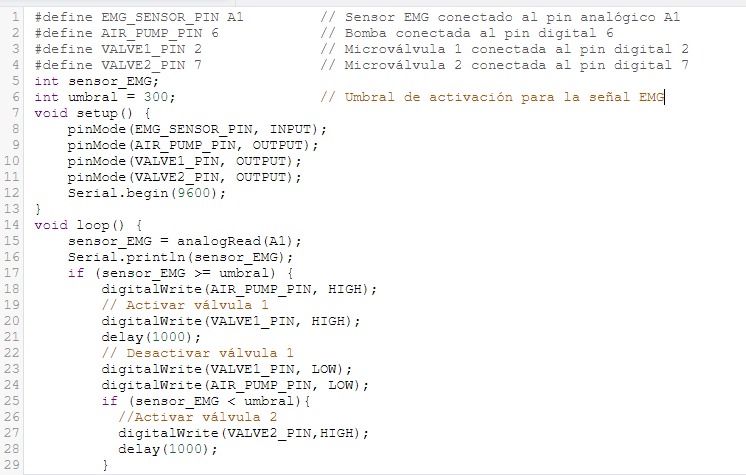 1 #define EMG_SENSOR_PIN A1 // Sensor EMG conectado al pin analógico A1
2 #define AIR_PUMP_PIN 6 // Bomba conectada al pin digital 6
3 #define VALVE1_PIN 2 // Microválvula 1 conectada al pin digital 2
4 #define VALVE2_PIN 7 // Microválvula 2 conectada al pin digital 7
5 int sensor_EMG;
6 int umbral = 300; // Umbral de activación para la señal EMG
7 void setup() {
8 pinMode(EMG_SENSOR_PIN, INPUT);
9 pinMode(AIR_PUMP_PIN, OUTPUT);
10 pinMode(VALVE1_PIN, OUTPUT);
11 pinMode(VALVE2_PIN, OUTPUT);
12 Serial.begin(9600);
13 }
14 void loop() {
15 sensor_EMG = analogRead(A1);
16 Serial.println(sensor_EMG);
17 if (sensor_EMG >= umbral) {
18 digitalWrite(AIR_PUMP_PIN, HIGH);
19 // Activar válvula 1
20 digitalWrite(VALVE1_PIN, HIGH);
21 delay(1000);
22 // Desactivar válvula 1
23 digitalWrite(VALVE1_PIN, LOW);
24 digitalWrite(AIR_PUMP_PIN, LOW);
25 if (sensor_EMG < umbral){
26 //Activar válvula 2
27 digitalWrite(VALVE2_PIN,HIGH);
28 delay(1000);
29 }